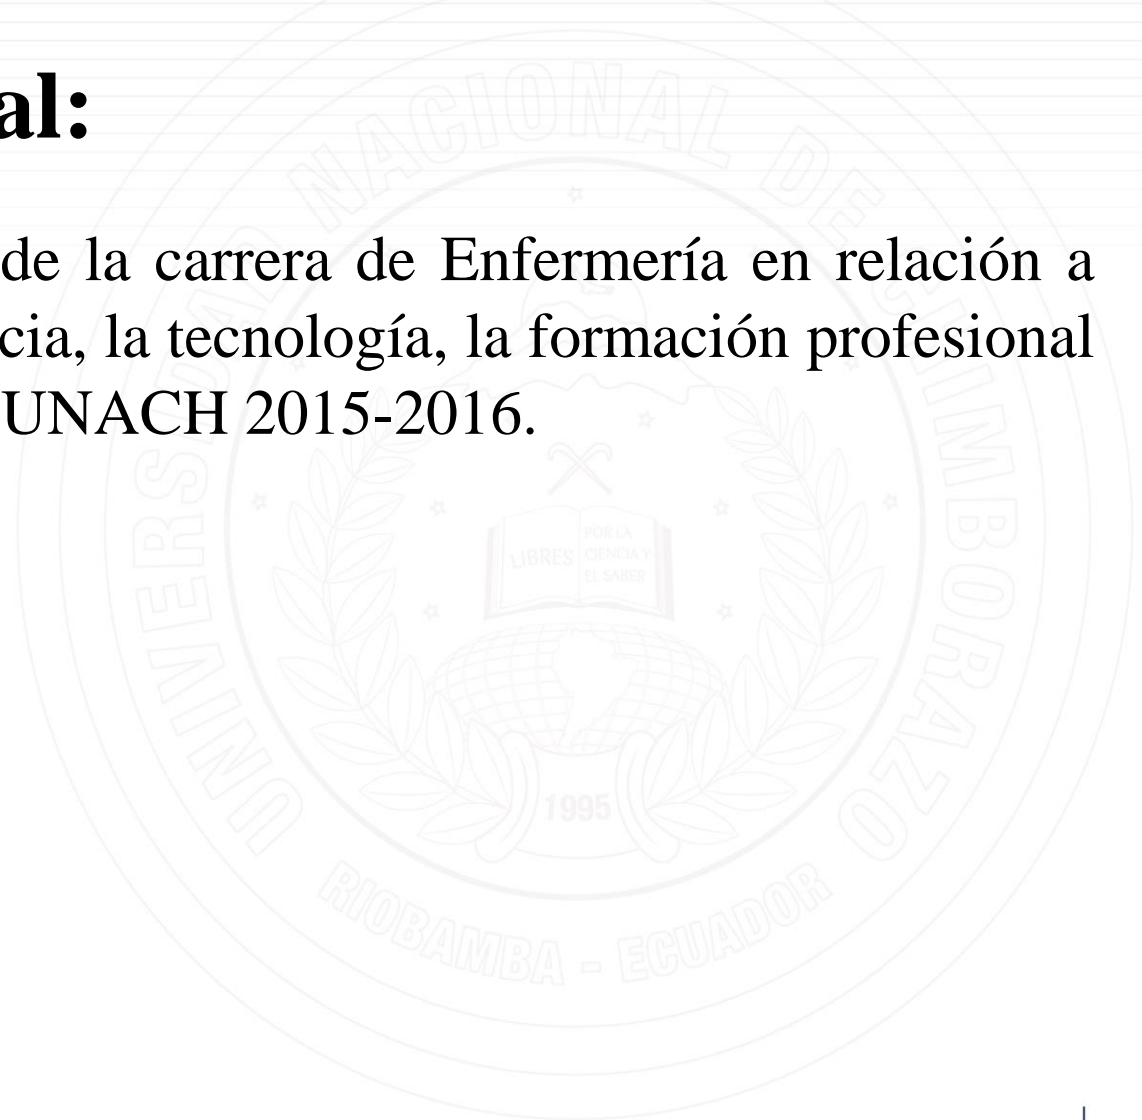 al:
de la carrera de Enfermería en relación a
cia, la tecnología, la formación profesional
UNACH 2015-2016.
UNIVERSIDAD NACIONAL DE CHIMBORAZO
LIBRES POR LA
CIENCIA Y
EL SABER
1995
RIOBAMBA - ECUADOR